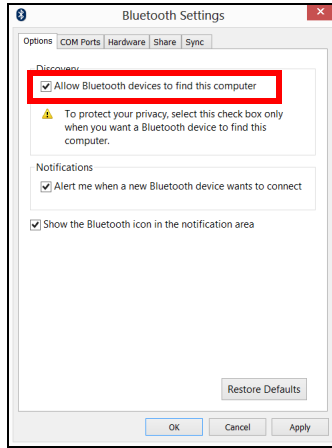 Bluetooth Settings
Options COM Ports Hardware Share Sync
Discovery
Allow Bluetooth devices to find this computer
To protect your privacy, select this check box only
when you want a Bluetooth device to find this
computer.
Notifications
Alert me when a new Bluetooth device wants to connect
Show the Bluetooth icon in the notification area
Restore Defaults
OK Cancel Apply